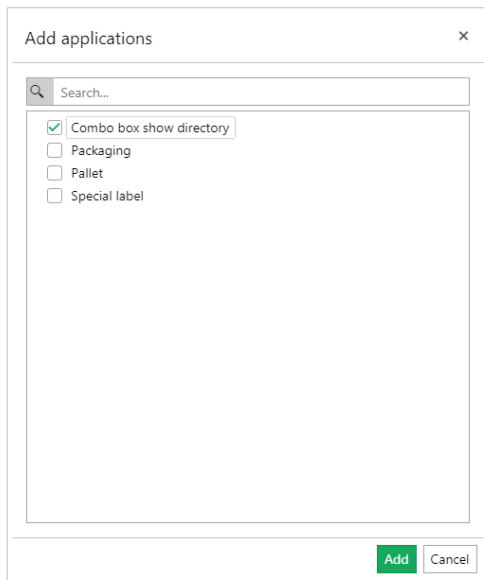 Add applications
Search...
Combo box show directory
Packaging
Pallet
Special label
Add Cancel